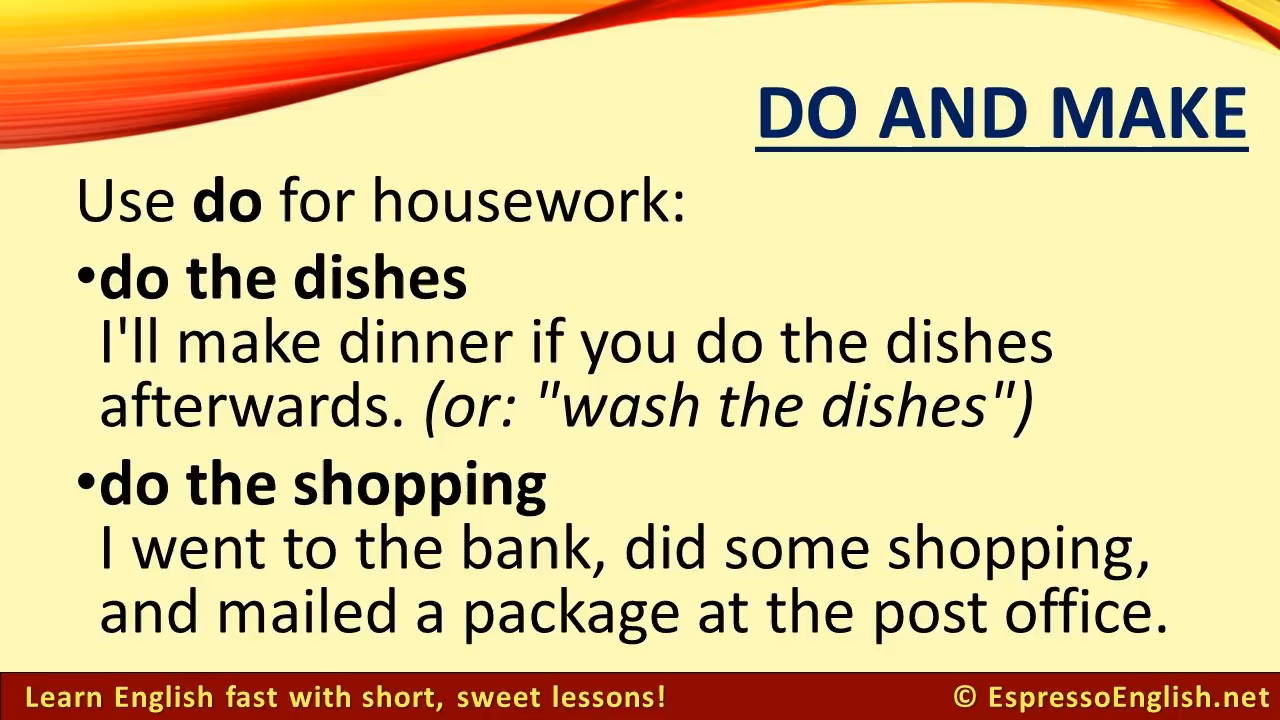 DO AND MAKE
Use do for housework:
•do the dishes
I'll make dinner if you do the dishes
afterwards. (or: "wash the dishes")
•do the shopping
I went to the bank, did some shopping,
and mailed a package at the post office.
Learn English fast with short, sweet lessons!
© EspressoEnglish.net